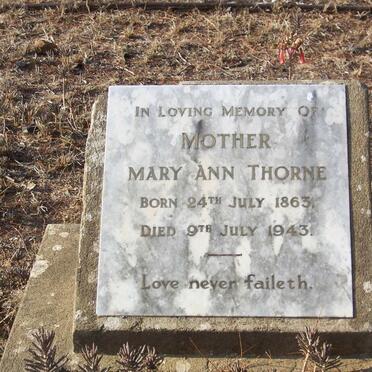 IN LOVING MEMORY OF
MOTHER
MARY ANN THORNE
BORN 24TH JULY 1863.
DIED 9TH JULY 1943.
Love never faileth.